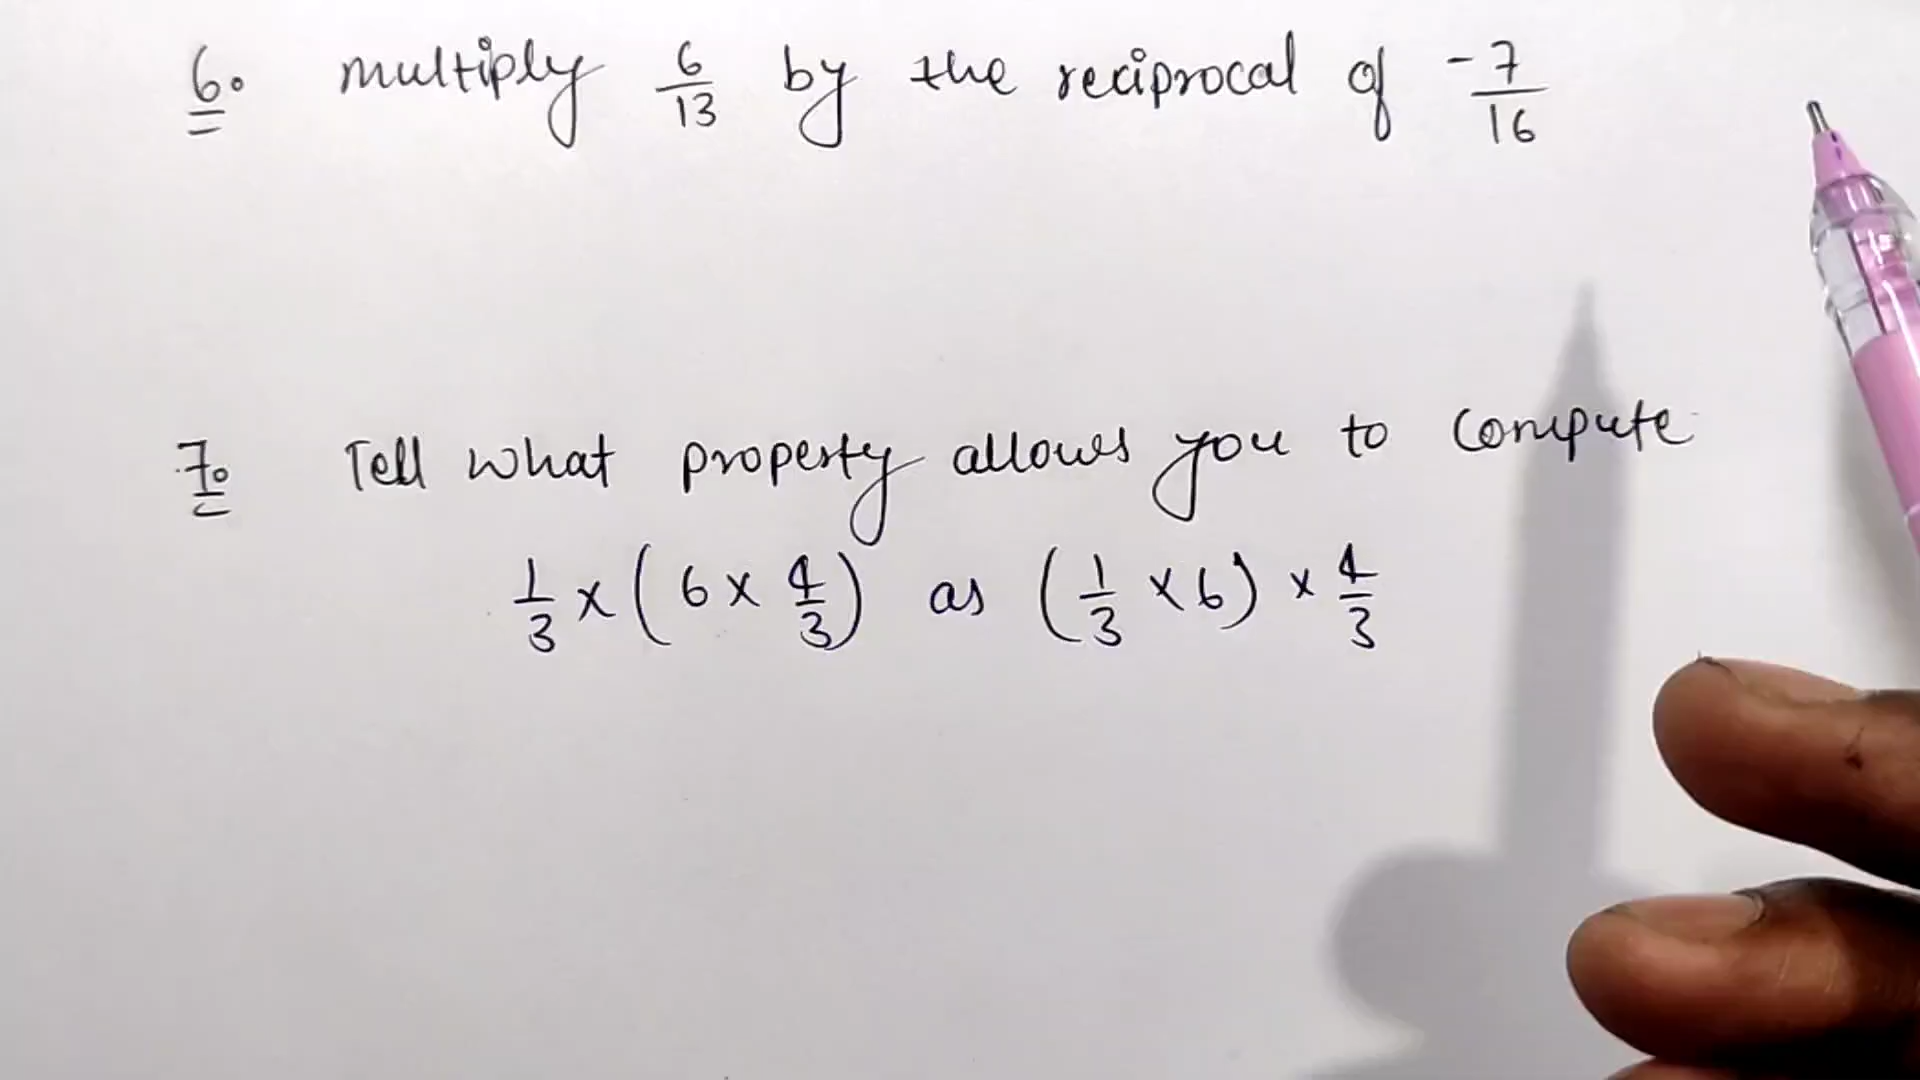 6. multiply 6/13 by the reciprocal of -7/16
7. Tell what property allows you to compute
1/3 x (6 x 4/3) as (1/3 x 6) x 4/3